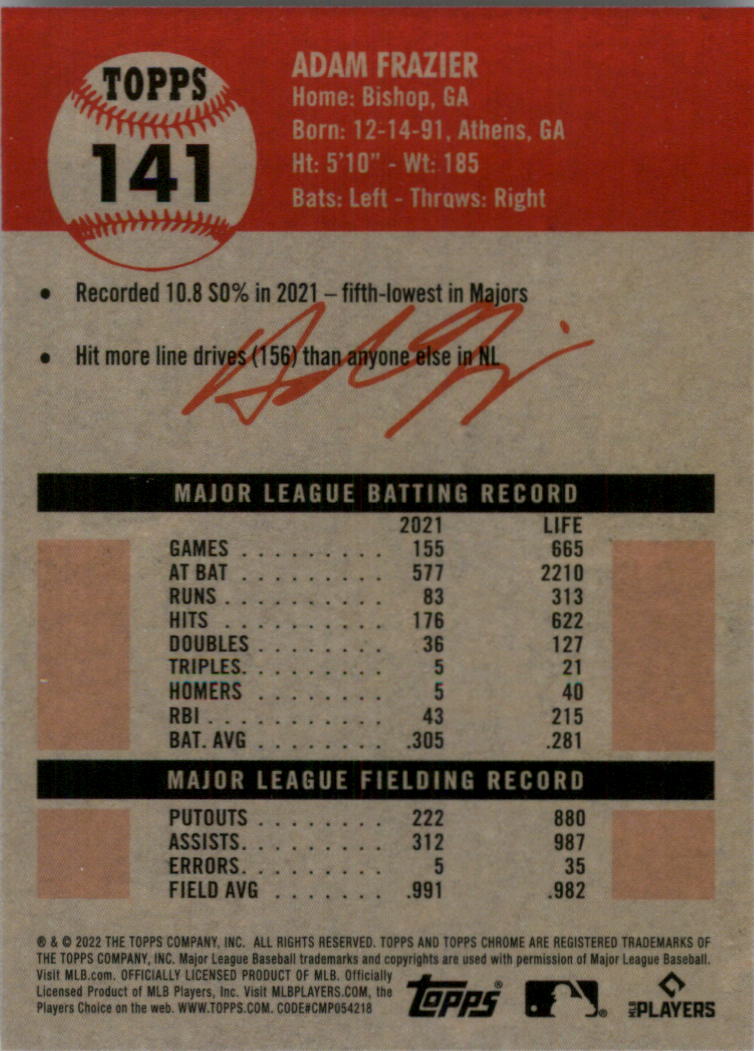 TOPPS
141
ADAM FRAZIER
Home: Bishop, GA
Born: 12-14-91, Athens, GA
Ht: 5'10" - Wt: 185
Bats: Left - Throws: Right
• Recorded 10.8 SO% in 2021 – fifth-lowest in Majors
• Hit more line drives (156) than anyone else in NL
MAJOR LEAGUE BATTING RECORD
2021 LIFE
GAMES . . . . . . . . . 155 665
AT BAT . . . . . . . . . 577 2210
RUNS . . . . . . . . . . 83 313
HITS . . . . . . . . . . 176 622
DOUBLES . . . . . . . . 36 127
TRIPLES. . . . . . . . . 5 21
HOMERS . . . . . . . . 5 40
RBI . . . . . . . . . . . 43 215
BAT. AVG . . . . . . . . .305 .281
MAJOR LEAGUE FIELDING RECORD
PUTOUTS . . . . . . . . 222 880
ASSISTS. . . . . . . . . 312 987
ERRORS. . . . . . . . . 5 35
FIELD AVG . . . . . . . .991 .982
® & © 2022 THE TOPPS COMPANY, INC. ALL RIGHTS RESERVED. TOPPS AND TOPPS CHROME ARE REGISTERED TRADEMARKS OF
THE TOPPS COMPANY, INC. Major League Baseball trademarks and copyrights are used with permission of Major League Baseball.
Visit MLB.com. OFFICIALLY LICENSED PRODUCT OF MLB. Officially
Licensed Product of MLB Players, Inc. Visit MLBPLAYERS.COM, the
Players Choice on the web. WWW.TOPPS.COM. CODE#CMP054218
topps®
MLB PLAYERS